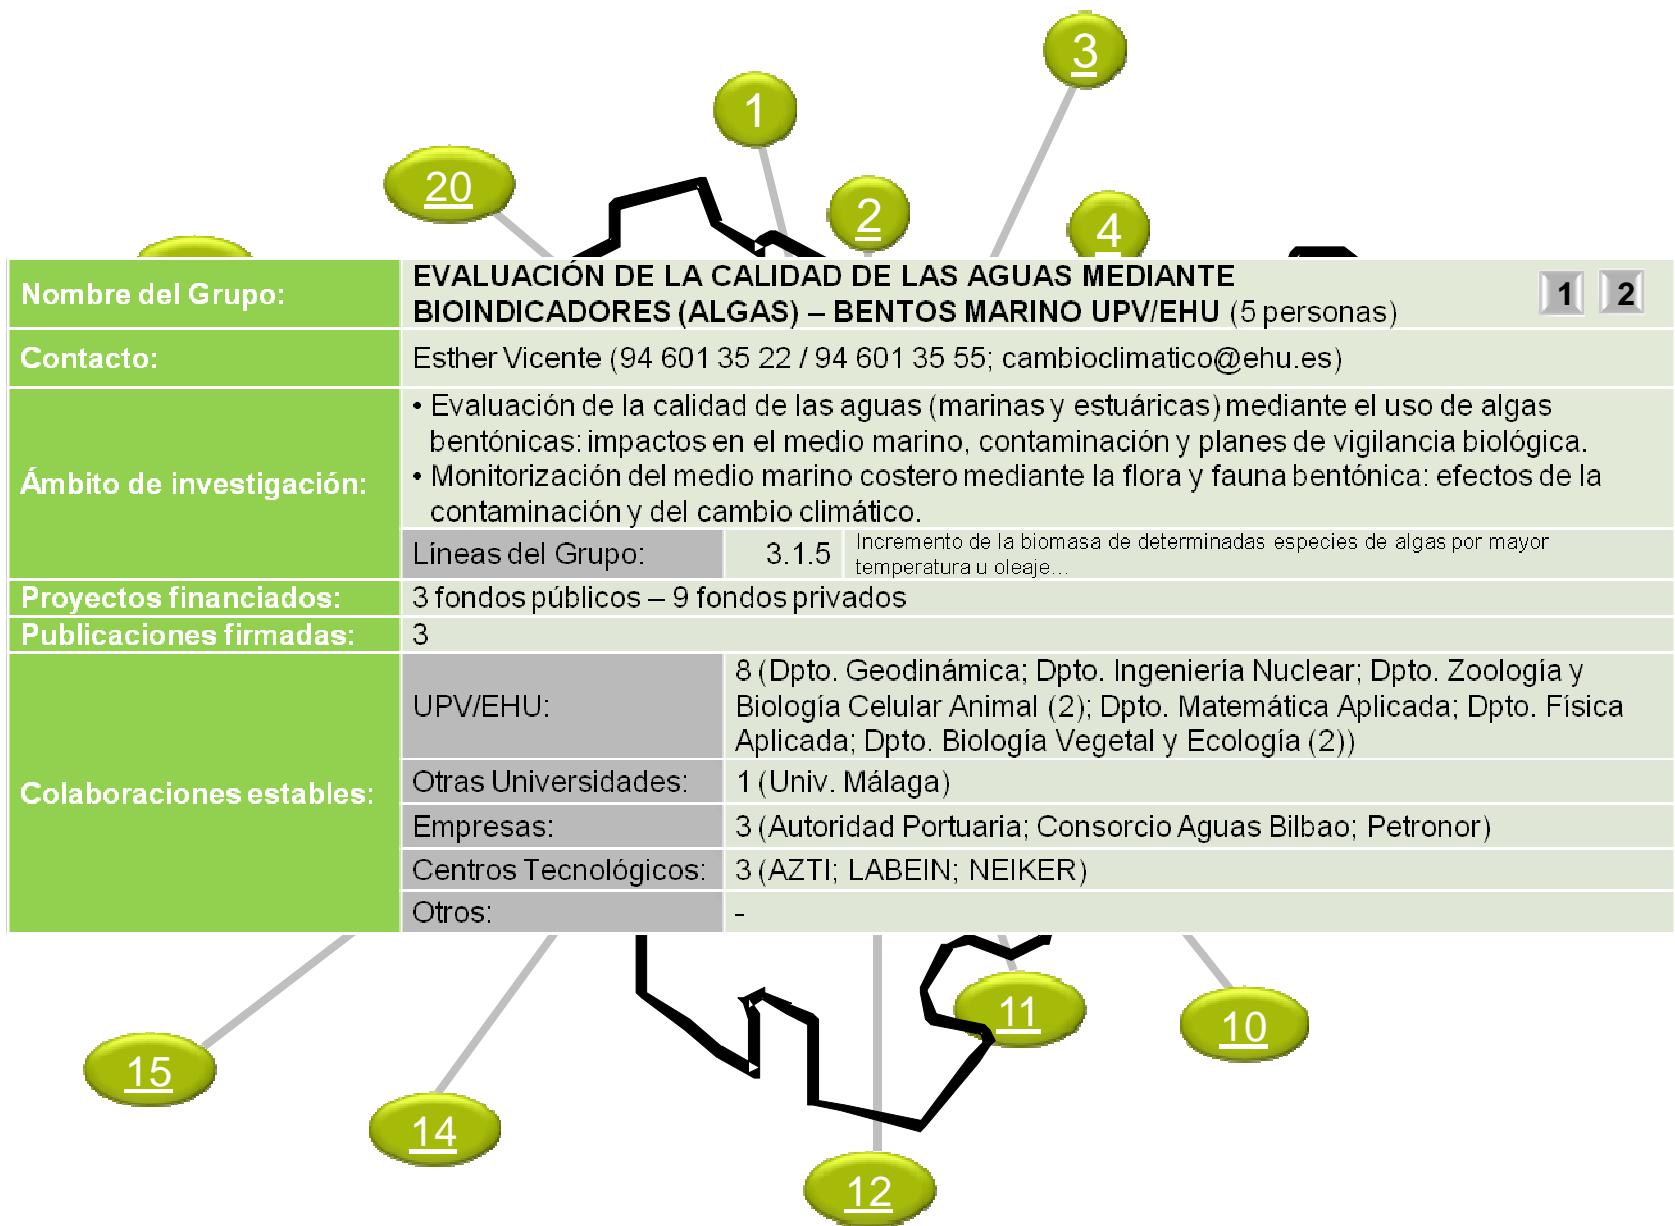 3
1
20
2
4
Nombre del Grupo:
EVALUACIÓN DE LA CALIDAD DE LAS AGUAS MEDIANTE
BIOINDICADORES (ALGAS) – BENTOS MARINO UPV/EHU (5 personas)
1 2
Contacto:
Esther Vicente (94 601 35 22 / 94 601 35 55; cambioclimatico@ehu.es)
Ámbito de investigación:
• Evaluación de la calidad de las aguas (marinas y estuáricas) mediante el uso de algas
bentónicas: impactos en el medio marino, contaminación y planes de vigilancia biológica.
• Monitorización del medio marino costero mediante la flora y fauna bentónica: efectos de la
contaminación y del cambio climático.
Líneas del Grupo:
3.1.5
Incremento de la biomasa de determinadas especies de algas por mayor
temperatura u oleaje...
Proyectos financiados:
3 fondos públicos – 9 fondos privados
Publicaciones firmadas:
3
Colaboraciones estables:
UPV/EHU:
8 (Dpto. Geodinámica; Dpto. Ingeniería Nuclear; Dpto. Zoología y
Biología Celular Animal (2); Dpto. Matemática Aplicada; Dpto. Física
Aplicada; Dpto. Biología Vegetal y Ecología (2))
Otras Universidades:
1 (Univ. Málaga)
Empresas:
3 (Autoridad Portuaria; Consorcio Aguas Bilbao; Petronor)
Centros Tecnológicos:
3 (AZTI; LABEIN; NEIKER)
Otros:
-
11
10
15
14
12